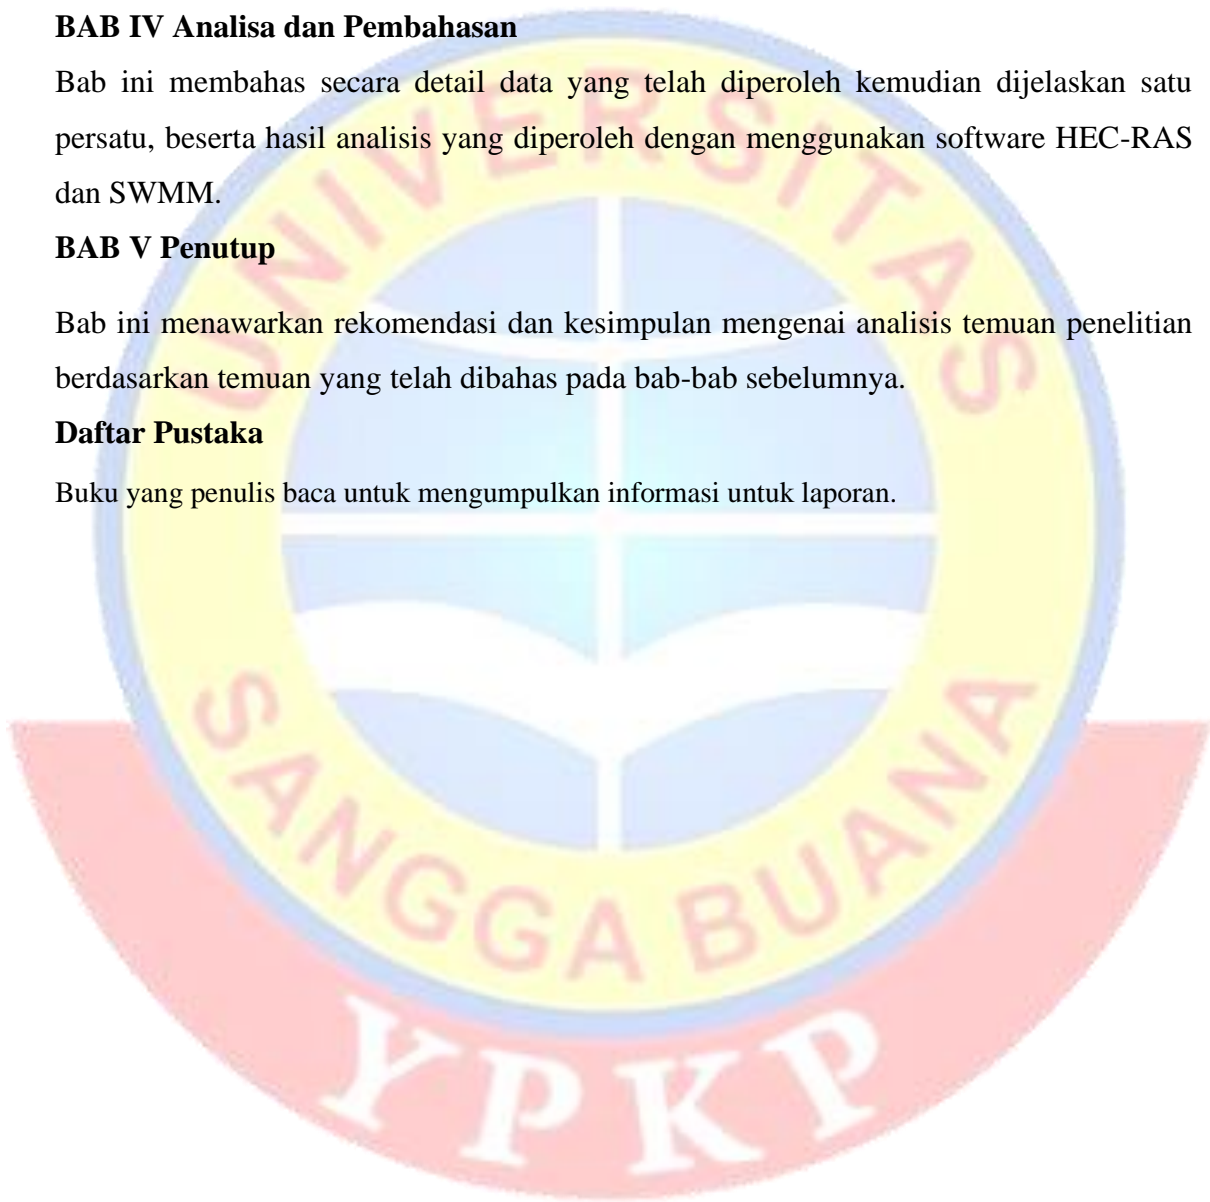 BAB IV Analisa dan Pembahasan
Bab ini membahas secara detail data yang telah diperoleh kemudian dijelaskan satu
persatu, beserta hasil analisis yang diperoleh dengan menggunakan software HEC-RAS
dan SWMM.
BAB V Penutup
Bab ini menawarkan rekomendasi dan kesimpulan mengenai analisis temuan penelitian
berdasarkan temuan yang telah dibahas pada bab-bab sebelumnya.
Daftar Pustaka
Buku yang penulis baca untuk mengumpulkan informasi untuk laporan.
UNIVERSITAS
SANGGA BUANA
YPKP